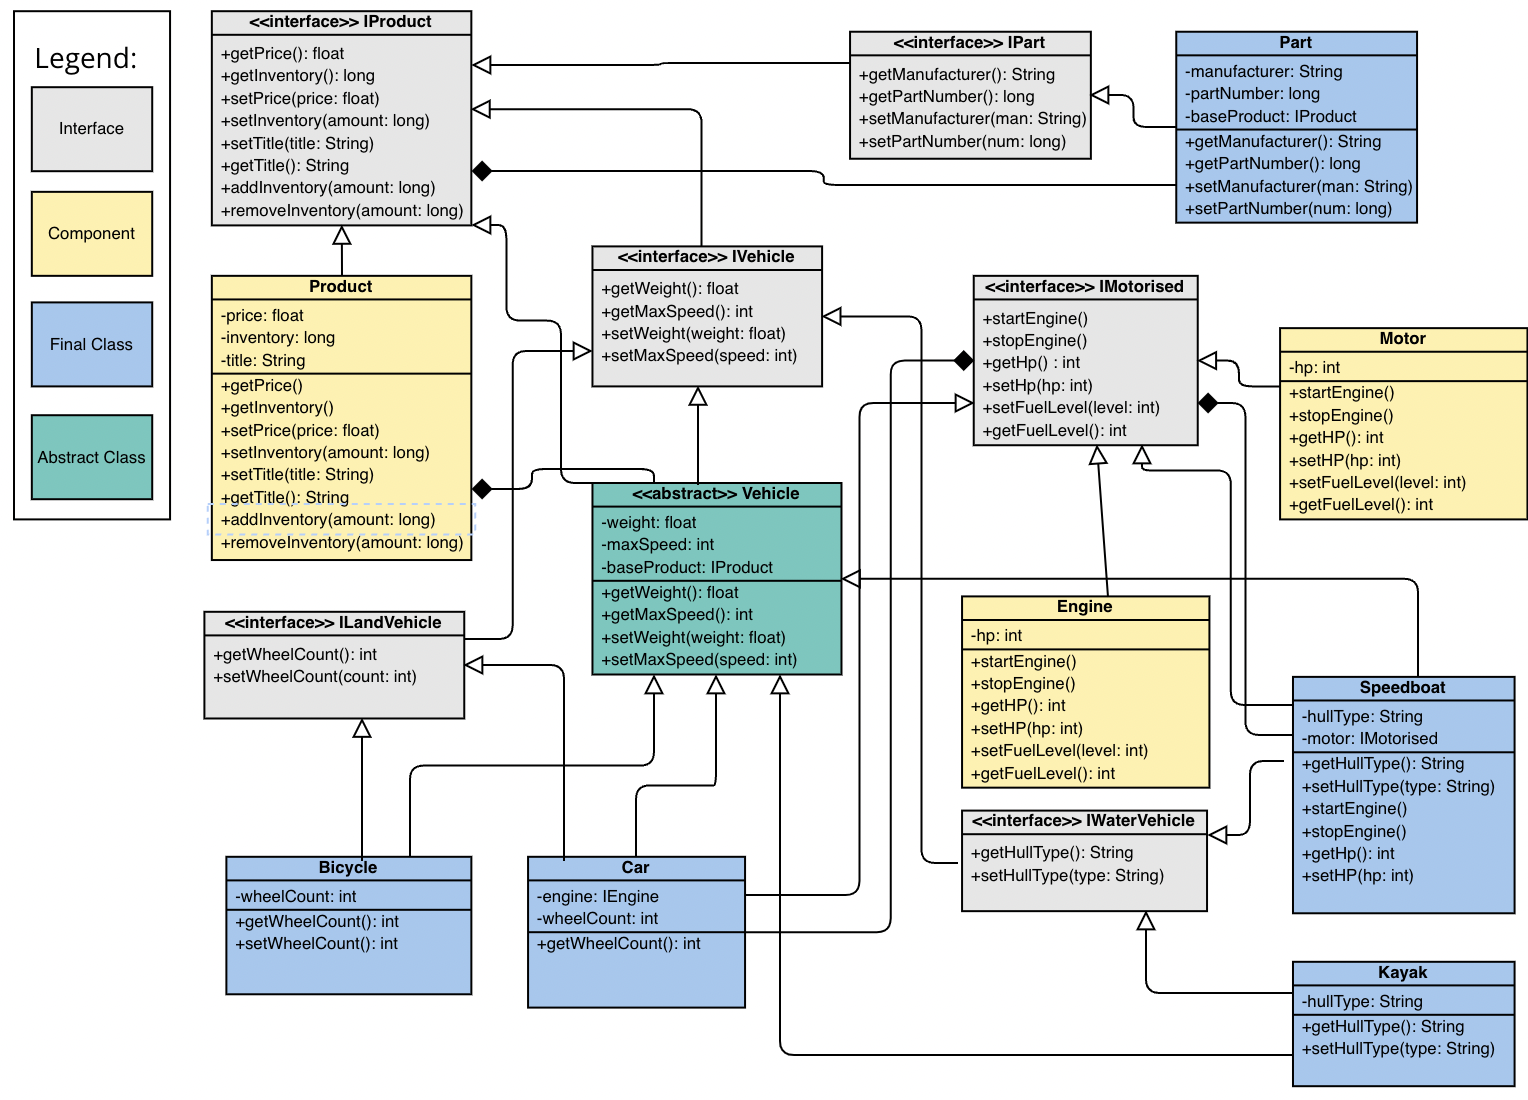 Legend:
Interface
Component
Final Class
Abstract Class
<<interface>> IProduct
+getPrice(): float
+getInventory(): long
+setPrice(price: float)
+setInventory(amount: long)
+setTitle(title: String)
+getTitle(): String
+addInventory(amount: long)
+removeInventory(amount: long)
<<interface>> IPart
+getManufacturer(): String
+getPartNumber(): long
+setManufacturer(man: String)
+setPartNumber(num: long)
Part
-manufacturer: String
-partNumber: long
-baseProduct: IProduct
+getManufacturer(): String
+getPartNumber(): long
+setManufacturer(man: String)
+setPartNumber(num: long)
<<interface>> IVehicle
+getWeight(): float
+getMaxSpeed(): int
+setWeight(weight: float)
+setMaxSpeed(speed: int)
<<interface>> IMotorised
+startEngine()
+stopEngine()
+getHp() : int
+setHp(hp: int)
+setFuelLevel(level: int)
+getFuelLevel(): int
Motor
-hp: int
+startEngine()
+stopEngine()
+getHP(): int
+setHP(hp: int)
+setFuelLevel(level: int)
+getFuelLevel(): int
Product
-price: float
-inventory: long
-title: String
+getPrice()
+getInventory()
+setPrice(price: float)
+setInventory(amount: long)
+setTitle(title: String)
+getTitle(): String
+addInventory(amount: long)
+removeInventory(amount: long)
<<abstract>> Vehicle
-weight: float
-maxSpeed: int
-baseProduct: IProduct
+getWeight(): float
+getMaxSpeed(): int
+setWeight(weight: float)
+setMaxSpeed(speed: int)
<<interface>> ILandVehicle
+getWheelCount(): int
+setWheelCount(count: int)
Engine
-hp: int
+startEngine()
+stopEngine()
+getHP(): int
+setHP(hp: int)
+setFuelLevel(level: int)
+getFuelLevel(): int
Speedboat
-hullType: String
-motor: IMotorised
+getHullType(): String
+setHullType(type: String)
+startEngine()
+stopEngine()
+getHp(): int
+setHP(hp: int)
<<interface>> IWaterVehicle
+getHullType(): String
+setHullType(type: String)
Bicycle
-wheelCount: int
+getWheelCount(): int
+setWheelCount(): int
Car
-engine: IEngine
-wheelCount: int
+getWheelCount(): int
Kayak
-hullType: String
+getHullType(): String
+setHullType(type: String)